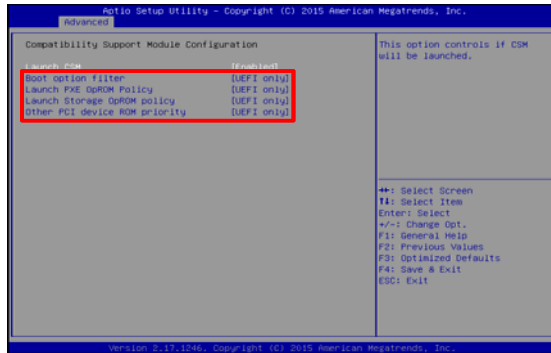 Aptio Setup Utility - Copyright (C) 2015 American Megatrends, Inc.
Advanced
Compatibility Support Module Configuration
Launch CSM [Enabled]
Boot option filter [UEFI only]
Launch PXE OpROM Policy [UEFI only]
Launch Storage OpROM policy [UEFI only]
Other PCI device ROM priority [UEFI only]
This option controls if CSM
will be launched.
→←: Select Screen
↑↓: Select Item
Enter: Select
+/-: Change Opt.
F1: General Help
F2: Previous Values
F3: Optimized Defaults
F4: Save & Exit
ESC: Exit
Version 2.17.1246. Copyright (C) 2015 American Megatrends, Inc.